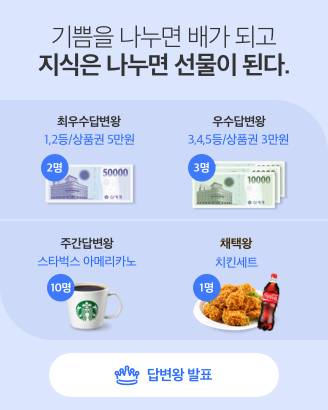 기쁨을 나누면 배가 되고
지식은 나누면 선물이 된다.
최우수답변왕
1,2등/상품권 5만원
2명
50000
우수답변왕
3,4,5등/상품권 3만원
3명
10000
주간답변왕
스타벅스 아메리카노
10명
채택왕
치킨세트
1명
답변왕 발표